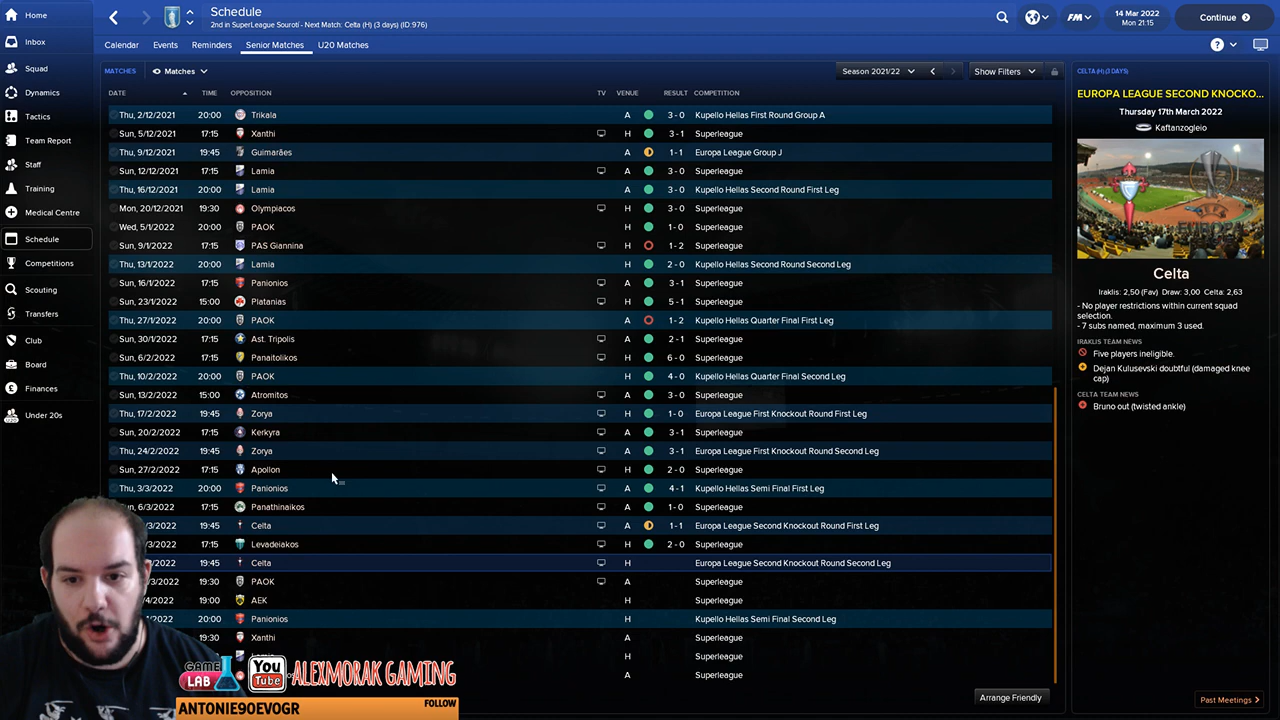 Home
Inbox
Squad
Dynamics
Tactics
Team Report
Staff
Training
Medical Centre
Schedule
Competitions
Scouting
Transfers
Club
Board
Finances
Under 20s
Schedule
2nd in SuperLeague Souroti - Next Match: Celta (H) (3 days) (ID:976)
FM
14 Mar 2022
Mon 21:15
Continue
Calendar Events Reminders Senior Matches U20 Matches
MATCHES Matches Season 2021/22 Show Filters
DATE TIME OPPOSITION TV VENUE RESULT COMPETITION
Thu, 2/12/2021 20:00 Trikala A 3 - 0 Kupello Hellas First Round Group A
Sun, 5/12/2021 17:15 Xanthi H 3 - 1 Superleague
Thu, 9/12/2021 19:45 Guimarães A 1 - 1 Europa League Group J
Sun, 12/12/2021 17:15 Lamia A 3 - 0 Superleague
Thu, 16/12/2021 20:00 Lamia A 3 - 0 Kupello Hellas Second Round First Leg
Mon, 20/12/2021 19:30 Olympiacos H 3 - 0 Superleague
Wed, 5/1/2022 20:00 PAOK H 1 - 0 Superleague
Sun, 9/1/2022 17:15 PAS Giannina H 1 - 2 Superleague
Thu, 13/1/2022 20:00 Lamia H 2 - 0 Kupello Hellas Second Round Second Leg
Sun, 16/1/2022 17:15 Panionios A 3 - 1 Superleague
Sun, 23/1/2022 15:00 Platanias H 5 - 1 Superleague
Thu, 27/1/2022 20:00 PAOK A 1 - 2 Kupello Hellas Quarter Final First Leg
Sun, 30/1/2022 17:15 Ast. Tripolis A 2 - 1 Superleague
Sun, 6/2/2022 17:15 Panaitolikos H 6 - 0 Superleague
Thu, 10/2/2022 20:00 PAOK H 4 - 0 Kupello Hellas Quarter Final Second Leg
Sun, 13/2/2022 15:00 Atromitos A 3 - 0 Superleague
Thu, 17/2/2022 19:45 Zorya H 1 - 0 Europa League First Knockout Round First Leg
Sun, 20/2/2022 17:15 Kerkyra A 3 - 1 Superleague
Thu, 24/2/2022 19:45 Zorya A 3 - 1 Europa League First Knockout Round Second Leg
Sun, 27/2/2022 17:15 Apollon H 2 - 0 Superleague
Thu, 3/3/2022 20:00 Panionios A 4 - 1 Kupello Hellas Semi Final First Leg
6/3/2022 17:15 Panathinaikos A 1 - 0 Superleague
/3/2022 19:45 Celta A 1 - 1 Europa League Second Knockout Round First Leg
/3/2022 17:15 Levadeiakos H 2 - 0 Superleague
/2022 19:45 Celta H Europa League Second Knockout Round Second Leg
/3/2022 19:30 PAOK A Superleague
/4/2022 19:00 AEK H Superleague
/2022 20:00 Panionios H Kupello Hellas Semi Final Second Leg
19:30 Xanthi A Superleague
H Superleague
A Superleague
Arrange Friendly
CELTA (H) (3 DAYS)
EUROPA LEAGUE SECOND KNOCKO...
Thursday 17th March 2022
Kaftanzogleio
Celta
Iraklis: 2,50 (Fav) Draw: 3,00 Celta: 2,63
- No player restrictions within current squad
selection.
- 7 subs named, maximum 3 used.
IRAKLIS TEAM NEWS
Five players ineligible.
Dejan Kulusevski doubtful (damaged knee
cap)
CELTA TEAM NEWS
Bruno out (twisted ankle)
Past Meetings
GAME
LAB
You
Tube
ALEXMORAK GAMING
ANTONIE90EVOGR
FOLLOW